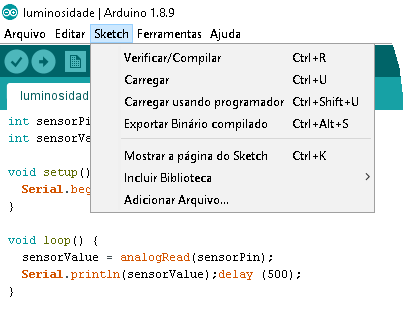 luminosidade | Arduino 1.8.9
Arquivo Editar Sketch Ferramentas Ajuda
Verificar/Compilar Ctrl+R
Carregar Ctrl+U
Carregar usando programador Ctrl+Shift+U
Exportar Binário compilado Ctrl+Alt+S
Mostrar a página do Sketch Ctrl+K
Incluir Biblioteca
Adicionar Arquivo...
luminosidade
int sensorPin
int sensorVa
void setup()
Serial.beg
}
void loop() {
sensorValue = analogRead(sensorPin);
Serial.println(sensorValue);delay (500);
}